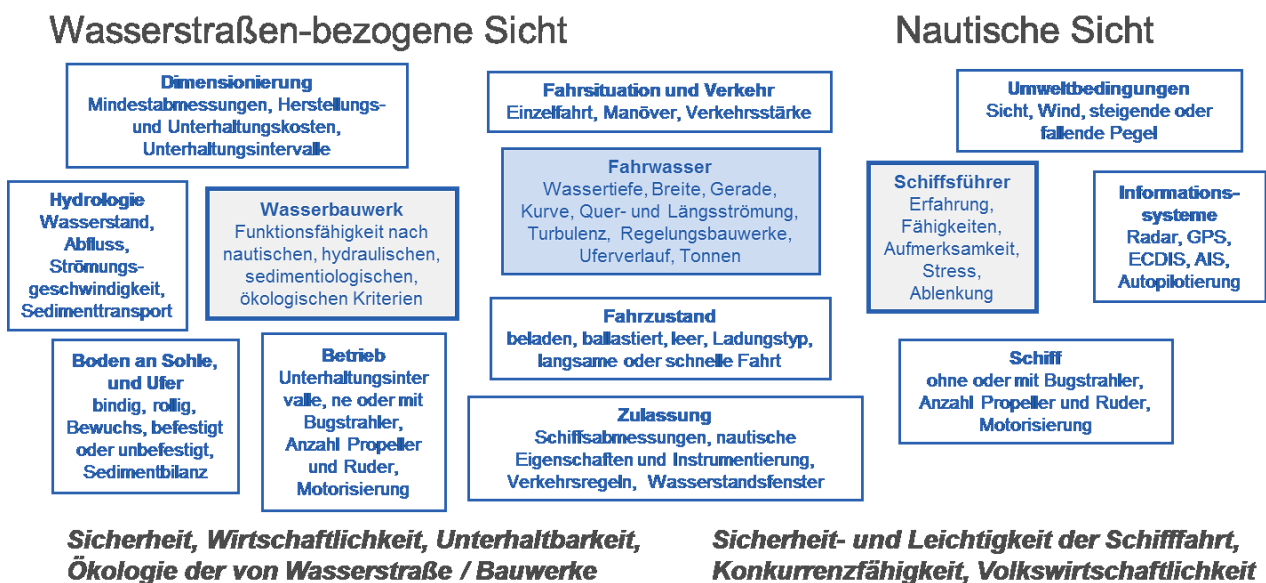 Wasserstraßen-bezogene Sicht
Nautische Sicht
Dimensionierung
Mindestabmessungen, Herstellungs-
und Unterhaltungskosten,
Unterhaltungsintervalle
Fahrsituation und Verkehr
Einzelfahrt, Manöver, Verkehrsstärke
Umweltbedingungen
Sicht, Wind, steigende oder
fallende Pegel
Hydrologie
Wasserstand,
Abfluss,
Strömungs-
geschwindigkeit,
Sedimenttransport
Wasserbauwerk
Funktionsfähigkeit nach
nautischen, hydraulischen,
sedimentiologischen,
ökologischen Kriterien
Fahrwasser
Wassertiefe, Breite, Gerade,
Kurve, Quer- und Längsströmung,
Turbulenz, Regelungsbauwerke,
Uferverlauf, Tonnen
Schiffsführer
Erfahrung,
Fähigkeiten,
Aufmerksamkeit,
Stress,
Ablenkung
Informations-
systeme
Radar, GPS,
ECDIS, AIS,
Autopilotierung
Fahrzustand
beladen, ballastiert, leer, Ladungstyp,
langsame oder schnelle Fahrt
Boden an Sohle,
und Ufer
bindig, rollig,
Bewuchs, befestigt
oder unbefestigt,
Sedimentbilanz
Betrieb
Unterhaltungsinter
valle, ne oder mit
Bugstrahler,
Anzahl Propeller
und Ruder,
Motorisierung
Zulassung
Schiffsabmessungen, nautische
Eigenschaften und Instrumentierung,
Verkehrsregeln, Wasserstandsfenster
Schiff
ohne oder mit Bugstrahler,
Anzahl Propeller und Ruder,
Motorisierung
Sicherheit, Wirtschaftlichkeit, Unterhaltbarkeit,
Ökologie der von Wasserstraße / Bauwerke
Sicherheit- und Leichtigkeit der Schifffahrt,
Konkurrenzfähigkeit, Volkswirtschaftlichkeit